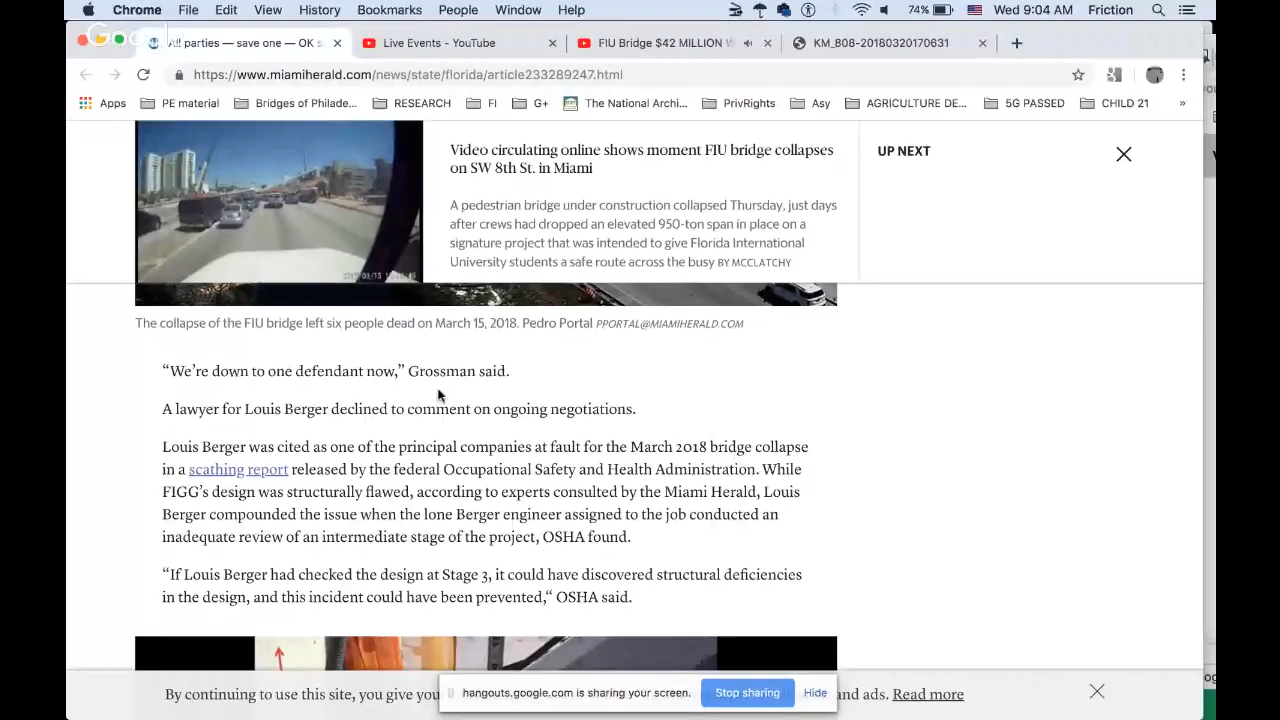 Chrome File Edit View History Bookmarks People Window Help 74% Wed 9:04 AM Friction
Google
All parties — save one — OK s Live Events - YouTube FIU Bridge $42 MILLION W KM_808-20180320170631
https://www.miamiherald.com/news/state/florida/article233289247.html
Apps PE material Bridges of Philade... RESEARCH FI G+ The National Archi... PrivRights Asy AGRICULTURE DE... 5G PASSED CHILD 21 »
Video circulating online shows moment FIU bridge collapses
on SW 8th St. in Miami
UP NEXT
A pedestrian bridge under construction collapsed Thursday, just days
after crews had dropped an elevated 950-ton span in place on a
signature project that was intended to give Florida International
University students a safe route across the busy BY MCCLATCHY
The collapse of the FIU bridge left six people dead on March 15, 2018. Pedro Portal PPORTAL@MIAMIHERALD.COM
“We’re down to one defendant now,” Grossman said.
A lawyer for Louis Berger declined to comment on ongoing negotiations.
Louis Berger was cited as one of the principal companies at fault for the March 2018 bridge collapse
in a scathing report released by the federal Occupational Safety and Health Administration. While
FIGG’s design was structurally flawed, according to experts consulted by the Miami Herald, Louis
Berger compounded the issue when the lone Berger engineer assigned to the job conducted an
inadequate review of an intermediate stage of the project, OSHA found.
“If Louis Berger had checked the design at Stage 3, it could have discovered structural deficiencies
in the design, and this incident could have been prevented,“ OSHA said.
By continuing to use this site, you give you and ads. Read more
hangouts.google.com is sharing your screen. Stop sharing Hide